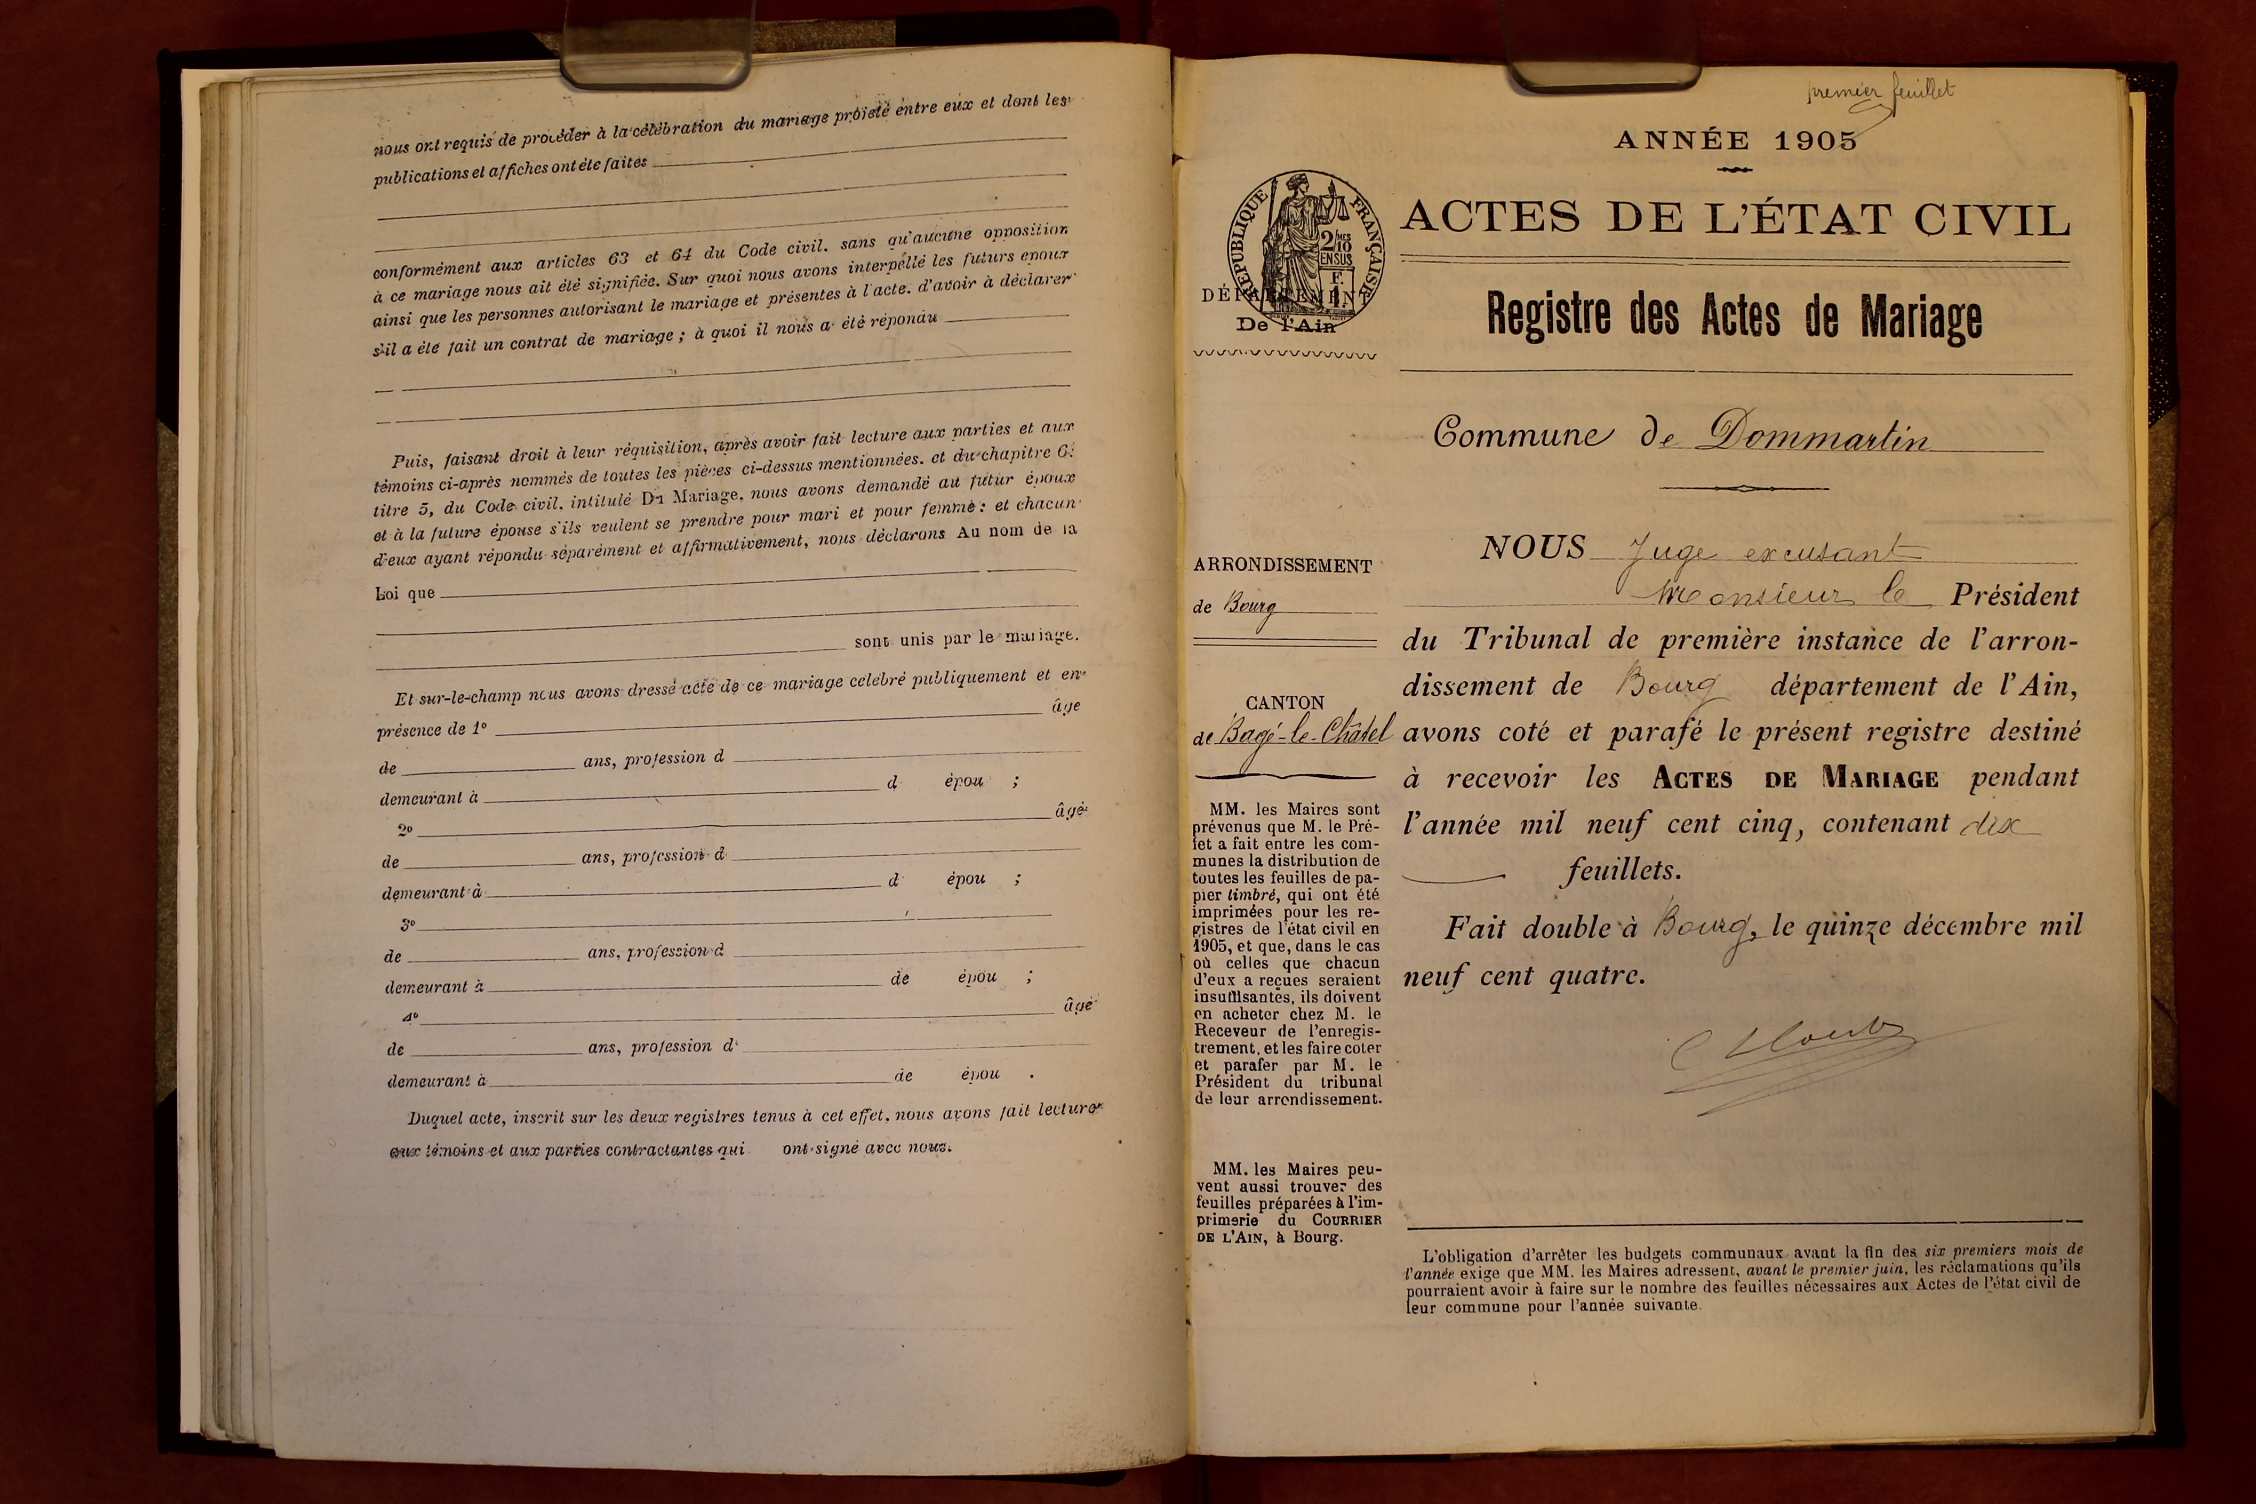 nous ont requis de procéder à la célébration du mariage projeté entre eux et dont les
publications et affiches ont été faites
conformément aux articles 63 et 64 du Code civil. sans qu'aucune opposition
à ce mariage nous ait été signifiée. Sur quoi nous avons interpellé les futurs époux
ainsi que les personnes autorisant le mariage et présentes à l'acte. d'avoir à déclarer
s'il a été fait un contrat de mariage ; à quoi il nous a été répondu
Puis, faisant droit à leur réquisition, après avoir fait lecture aux parties et aux
témoins ci-après nommés de toutes les pièces ci-dessus mentionnées. et du chapitre 6.
titre 5, du Code civil. intitulé Du Mariage, nous avons demandé au futur époux
et à la future épouse s'ils veulent se prendre pour mari et pour femme : et chacun
d'eux ayant répondu séparément et affirmativement, nous déclarons Au nom de la
Loi que
sont unis par le mariage.
Et sur-le-champ nous avons dressé acte de ce mariage célébré publiquement et en
présence de 1º âge
de ans, profession d
demeurant à d épou ;
2º âgé
de ans, profession d
demeurant à d épou ;
3º
de ans, profession d
demeurant à de épou ;
4º âgé
de ans, profession d
demeurant à de épou .
Duquel acte, inscrit sur les deux registres tenus à cet effet, nous avons fait lecture
aux témoins et aux parties contractantes qui ont signé avec nous.
premier feuillet
ANNÉE 1905
RÉPUBLIQUE FRANÇAISE
2/10 MES
EN SUS
F.
1.
ACTES DE L'ÉTAT CIVIL
DÉPARTEMENT
De l'Ain
Registre des Actes de Mariage
Commune de Dommartin
ARRONDISSEMENT
de Bourg
CANTON
de Bagé-le-Châtel
MM. les Maires sont
prévenus que M. le Pré-
fet a fait entre les com-
munes la distribution de
toutes les feuilles de pa-
pier timbré, qui ont été
imprimées pour les re-
gistres de l'état civil en
1905, et que, dans le cas
où celles que chacun
d'eux a reçues seraient
insuffisantes, ils doivent
en acheter chez M. le
Receveur de l'enregis-
trement, et les faire coter
et parafer par M. le
Président du tribunal
de leur arrondissement.
MM. les Maires peu-
vent aussi trouver des
feuilles préparées à l'im-
primerie du COURRIER
DE L'AIN, à Bourg.
NOUS Juge excusant
Monsieur le Président
du Tribunal de première instance de l'arron-
dissement de Bourg département de l'Ain,
avons coté et parafé le présent registre destiné
à recevoir les ACTES DE MARIAGE pendant
l'année mil neuf cent cinq, contenant dix
feuillets.
Fait double à Bourg, le quinze décembre mil
neuf cent quatre.
L'obligation d'arrêter les budgets communaux avant la fin des six premiers mois de
l'année exige que MM. les Maires adressent, avant le premier juin, les réclamations qu'ils
pourraient avoir à faire sur le nombre des feuilles nécessaires aux Actes de l'état civil de
leur commune pour l'année suivante.